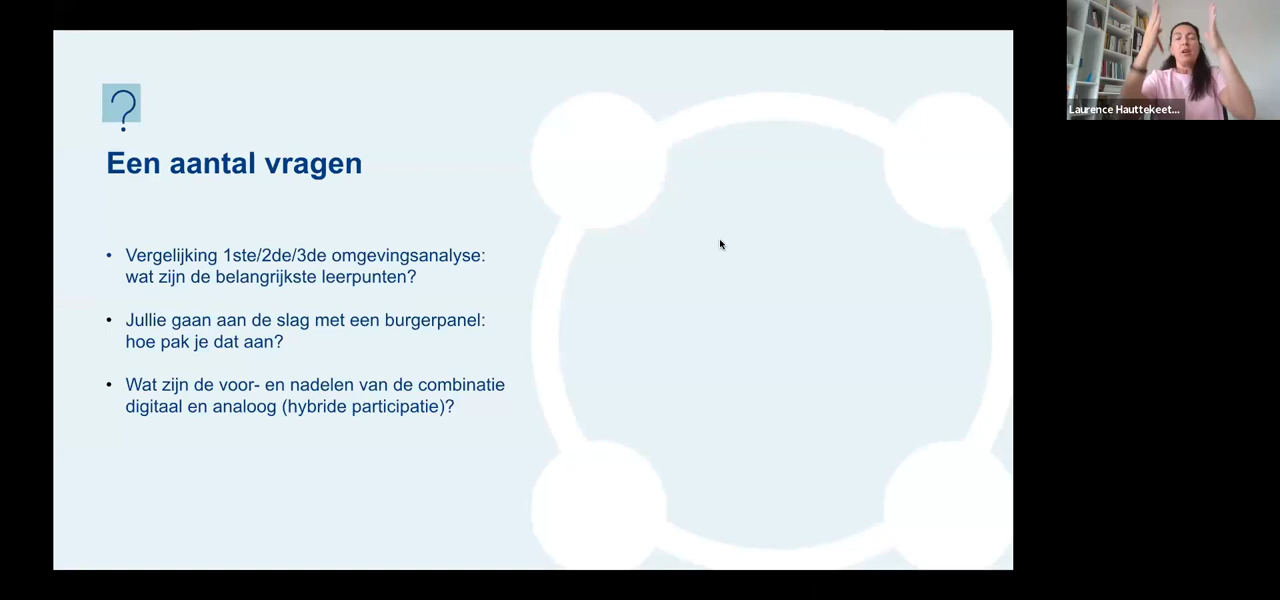 ?
Een aantal vragen
• Vergelijking 1ste/2de/3de omgevingsanalyse:
wat zijn de belangrijkste leerpunten?
• Jullie gaan aan de slag met een burgerpanel:
hoe pak je dat aan?
• Wat zijn de voor- en nadelen van de combinatie
digitaal en analoog (hybride participatie)?
Laurence Hauttekeet...